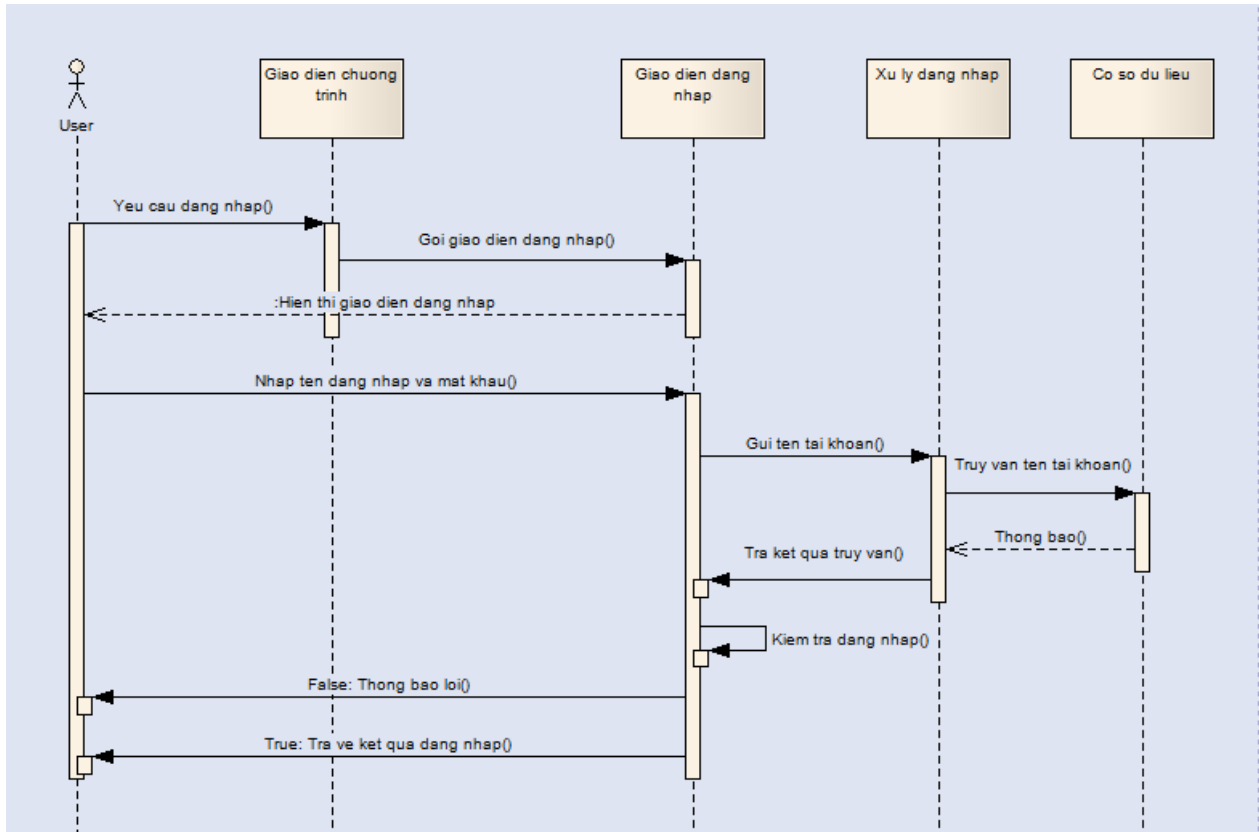 User
Giao dien chuong
trinh
Giao dien dang
nhap
Xu ly dang nhap
Co so du lieu
Yeu cau dang nhap()
Goi giao dien dang nhap()
:Hien thi giao dien dang nhap
Nhap ten dang nhap va mat khau()
Gui ten tai khoan()
Truy van ten tai khoan()
Thong bao()
Tra ket qua truy van()
Kiem tra dang nhap()
False: Thong bao loi()
True: Tra ve ket qua dang nhap()